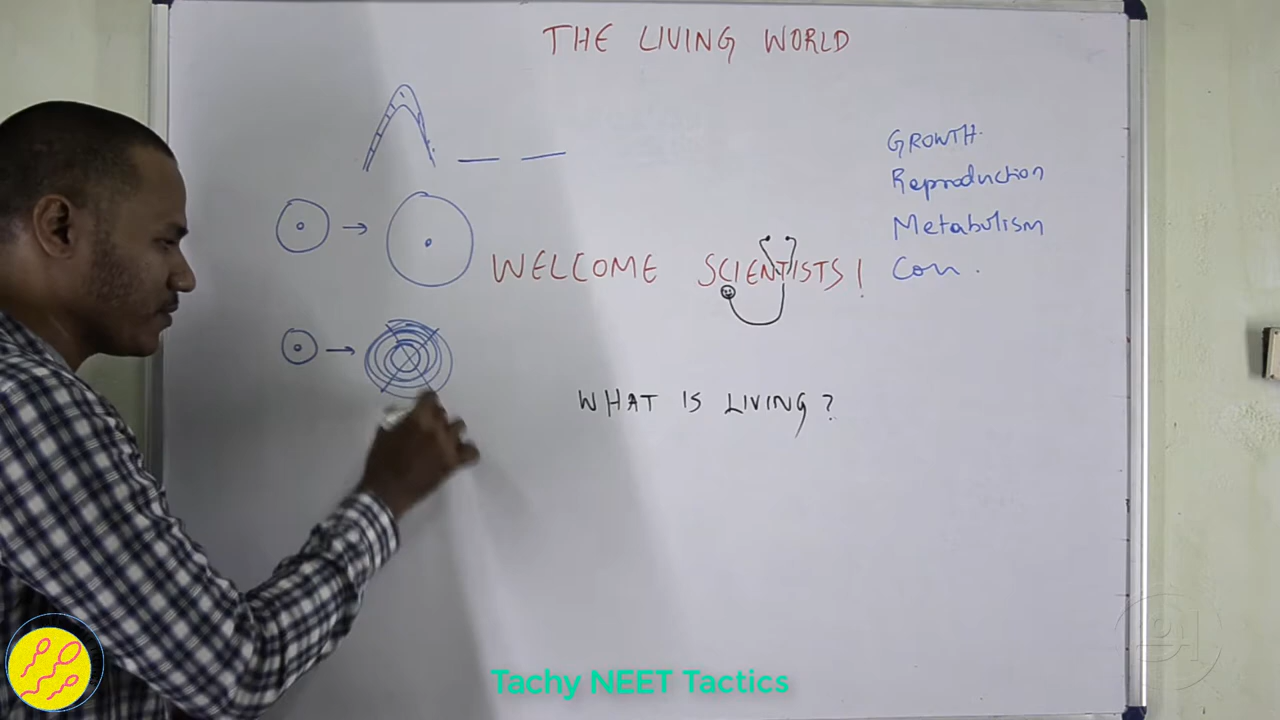 THE LIVING WORLD
GROWTH
Reproduction
Metabolism
Con
WELCOME SCIENTISTS!
WHAT IS LIVING?
Tachy NEET Tactics